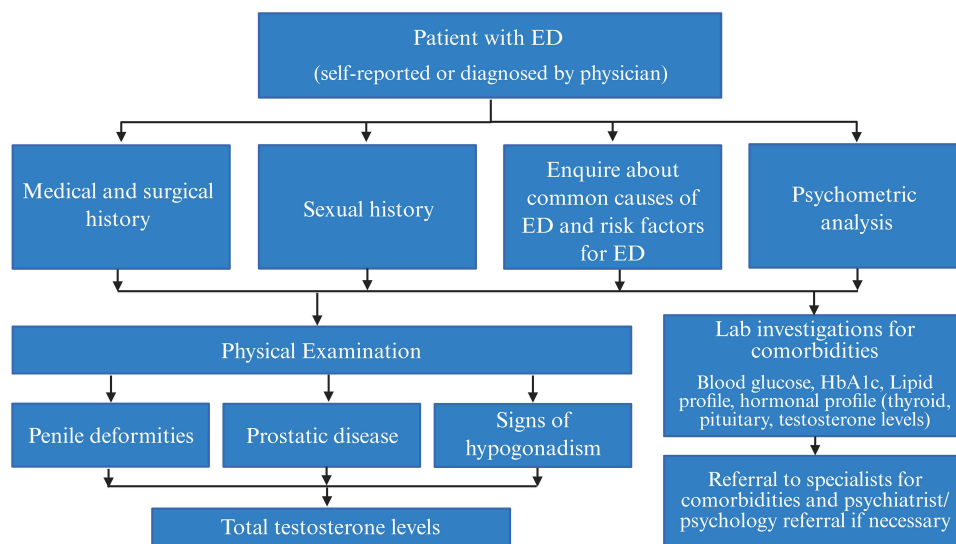 Patient with ED
(self-reported or diagnosed by physician)
Medical and surgical
history
Sexual history
Enquire about
common causes of
ED and risk factors
for ED
Psychometric
analysis
Physical Examination
Lab investigations for
comorbidities
Blood glucose, HbA1c, Lipid
profile, hormonal profile (thyroid,
pituitary, testosterone levels)
Penile deformities
Prostatic disease
Signs of
hypogonadism
Total testosterone levels
Referral to specialists for
comorbidities and psychiatrist/
psychology referral if necessary